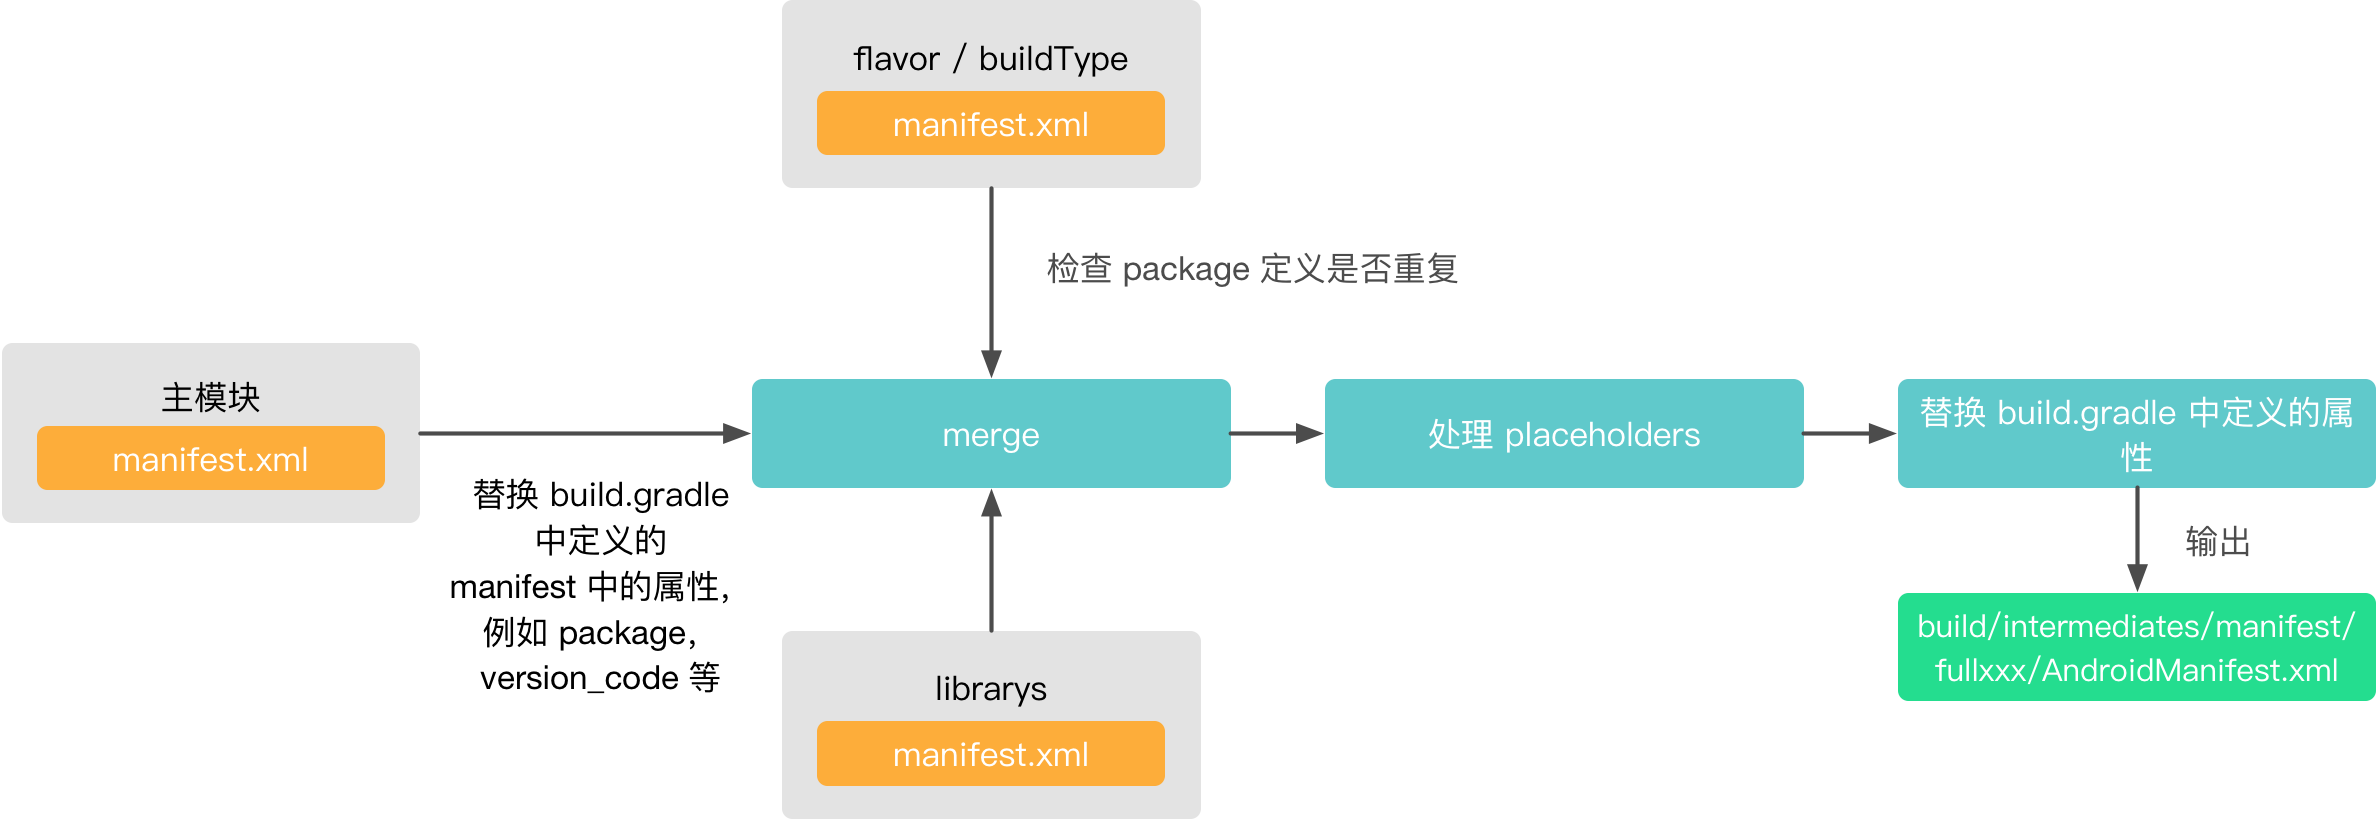 flavor / buildType
manifest.xml
检查 package 定义是否重复
主模块
manifest.xml
替换 build.gradle
中定义的
manifest 中的属性，
例如 package，
version_code 等
merge
处理 placeholders
替换 build.gradle 中定义的属
性
输出
build/intermediates/manifest/
fullxxx/AndroidManifest.xml
librarys
manifest.xml